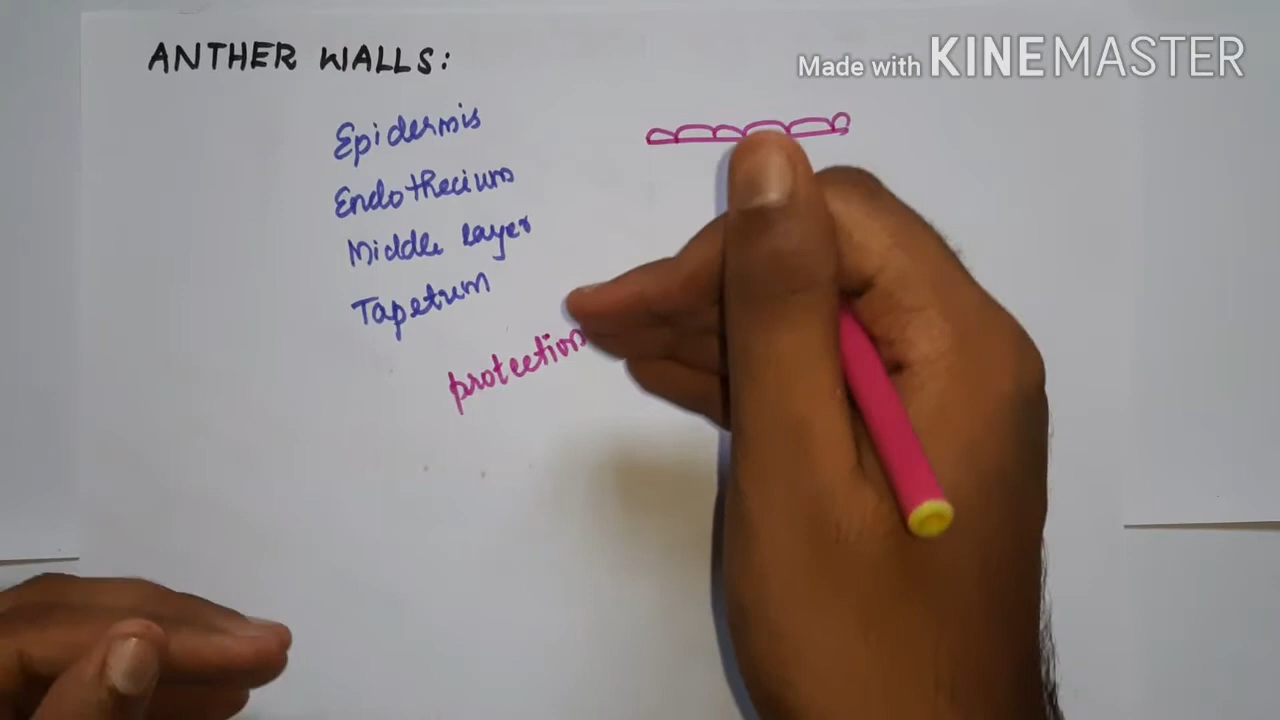 ANTHER WALLS:
Made with KINEMASTER
Epidermis
Endothecium
Middle layer
Tapetum
protection